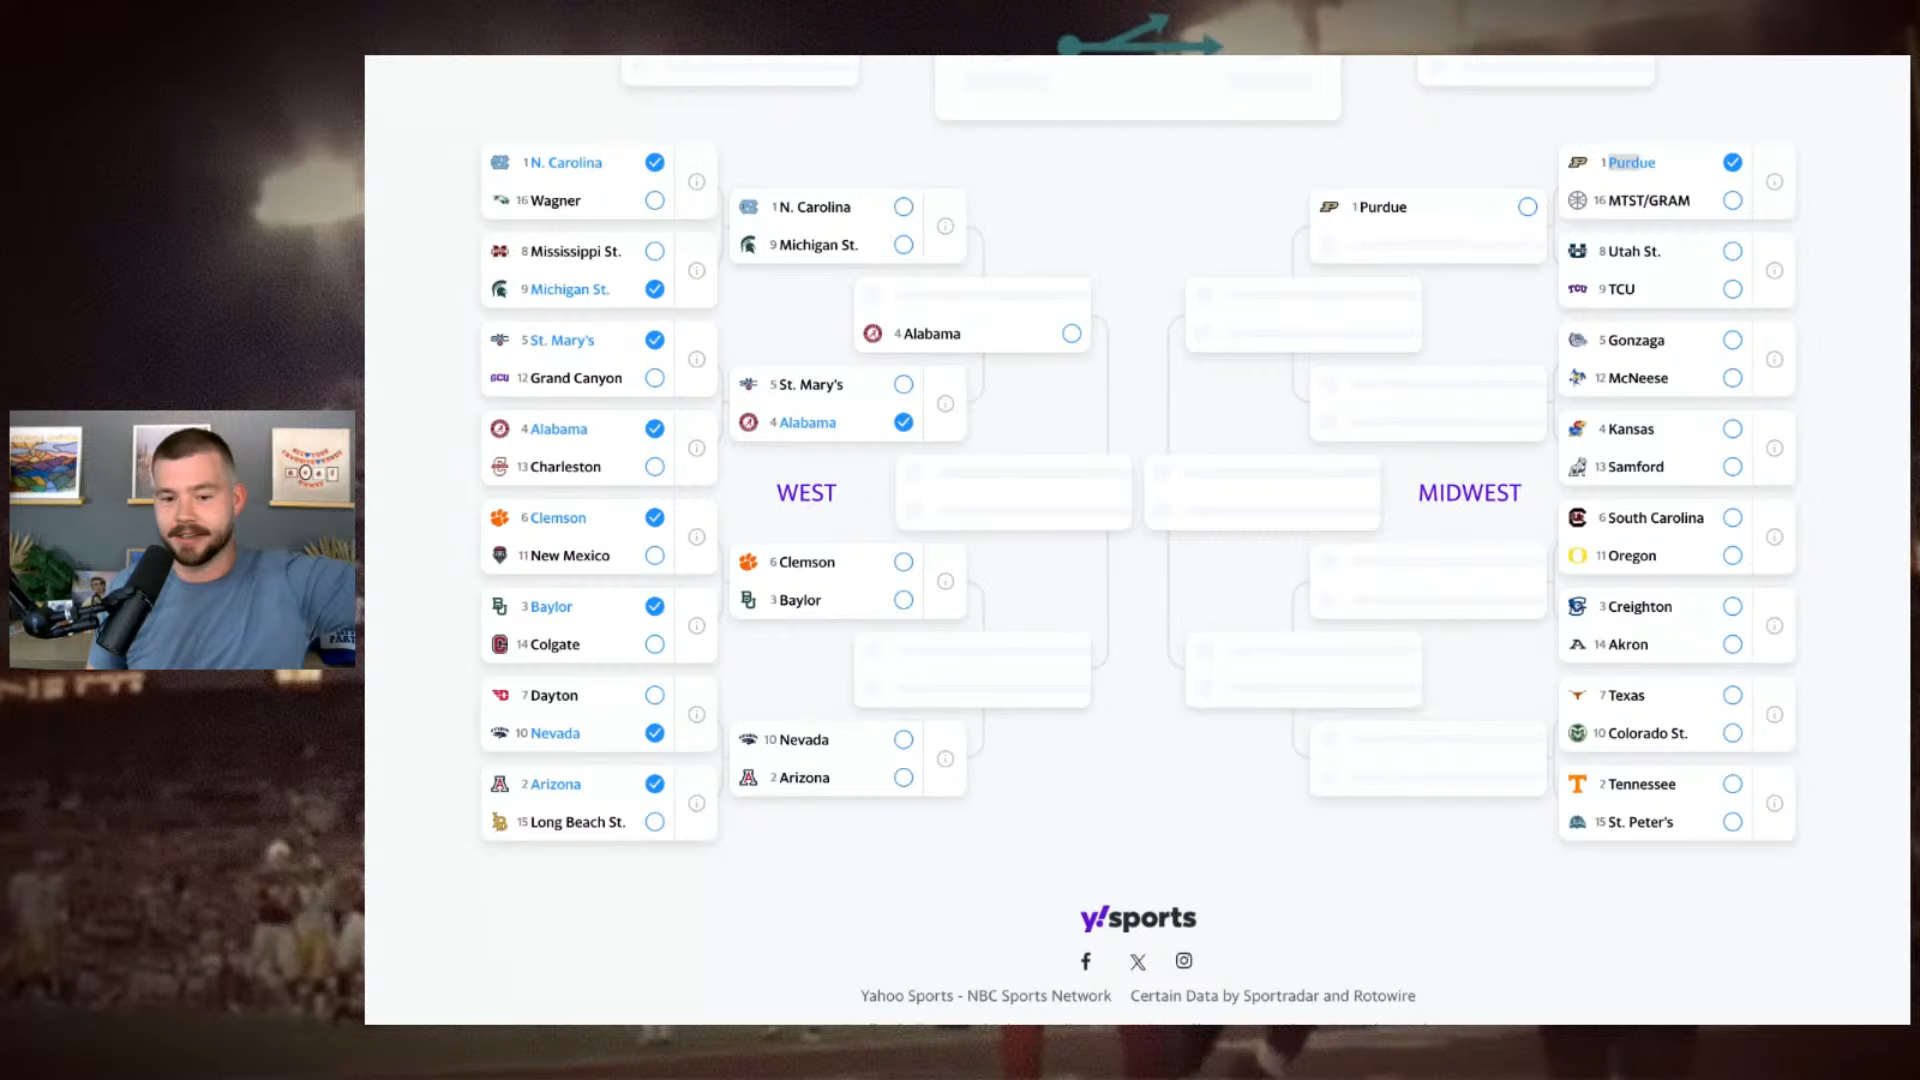 1 N. Carolina
16 Wagner
8 Mississippi St.
9 Michigan St.
5 St. Mary's
GCU 12 Grand Canyon
4 Alabama
13 Charleston
6 Clemson
11 New Mexico
3 Baylor
14 Colgate
7 Dayton
10 Nevada
2 Arizona
15 Long Beach St.
1 N. Carolina
9 Michigan St.
5 St. Mary's
4 Alabama
6 Clemson
3 Baylor
10 Nevada
2 Arizona
4 Alabama
WEST
MIDWEST
1 Purdue
1 Purdue
16 MTST/GRAM
8 Utah St.
TCU 9 TCU
5 Gonzaga
12 McNeese
4 Kansas
13 Samford
6 South Carolina
11 Oregon
3 Creighton
14 Akron
7 Texas
10 Colorado St.
2 Tennessee
15 St. Peter's
y!sports
Yahoo Sports - NBC Sports Network Certain Data by Sportradar and Rotowire